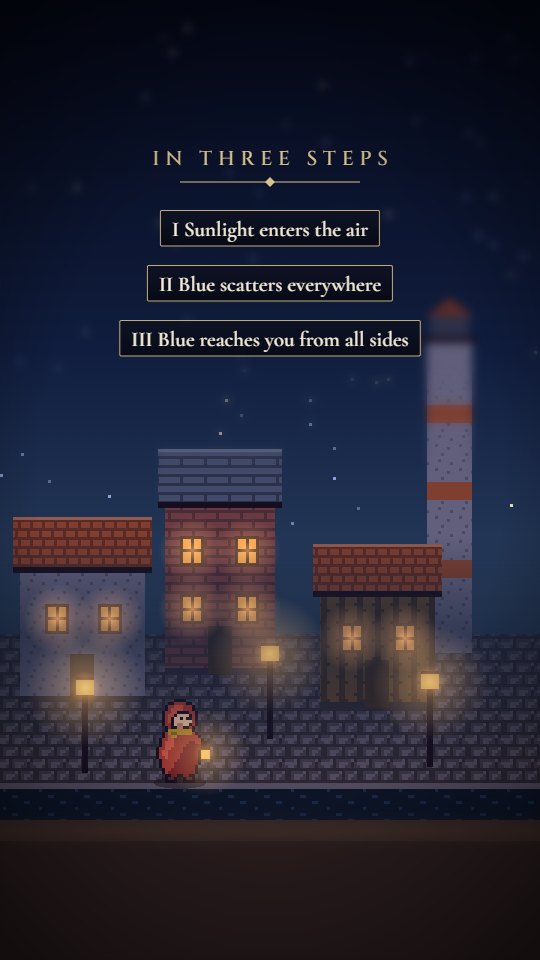 IN THREE STEPS
I Sunlight enters the air
II Blue scatters everywhere
III Blue reaches you from all sides